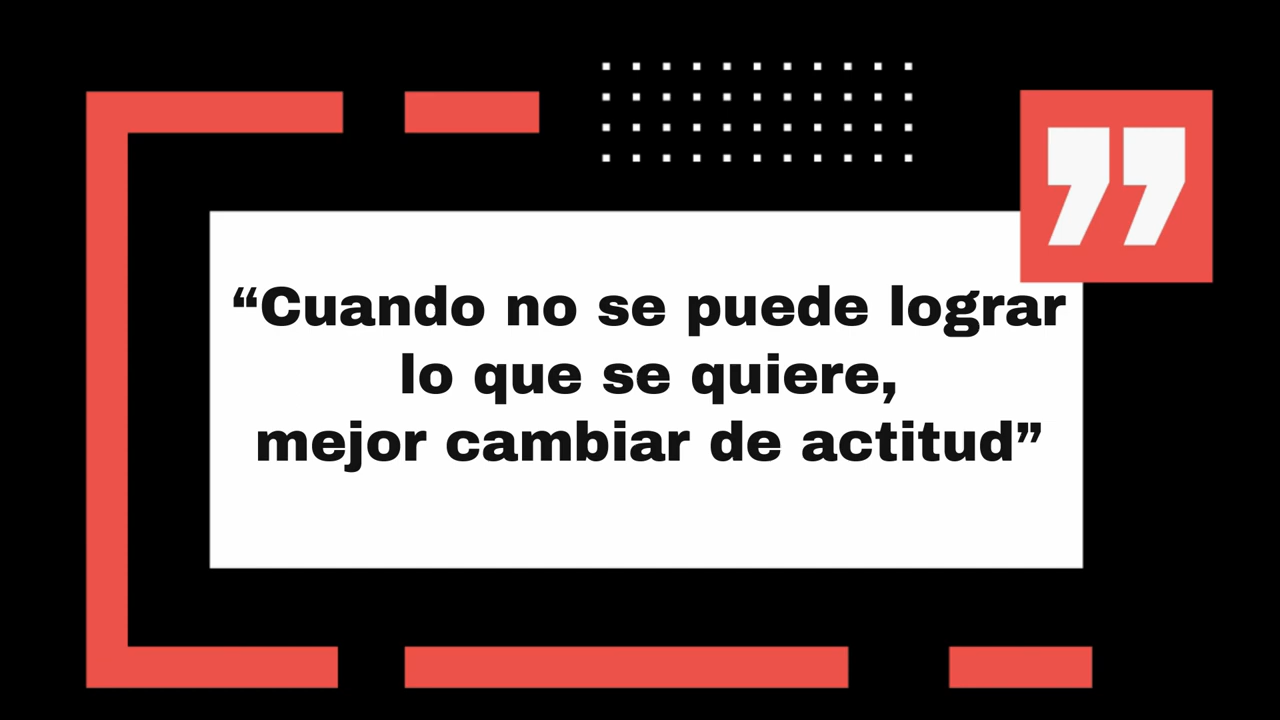 “Cuando no se puede lograr
lo que se quiere,
mejor cambiar de actitud”